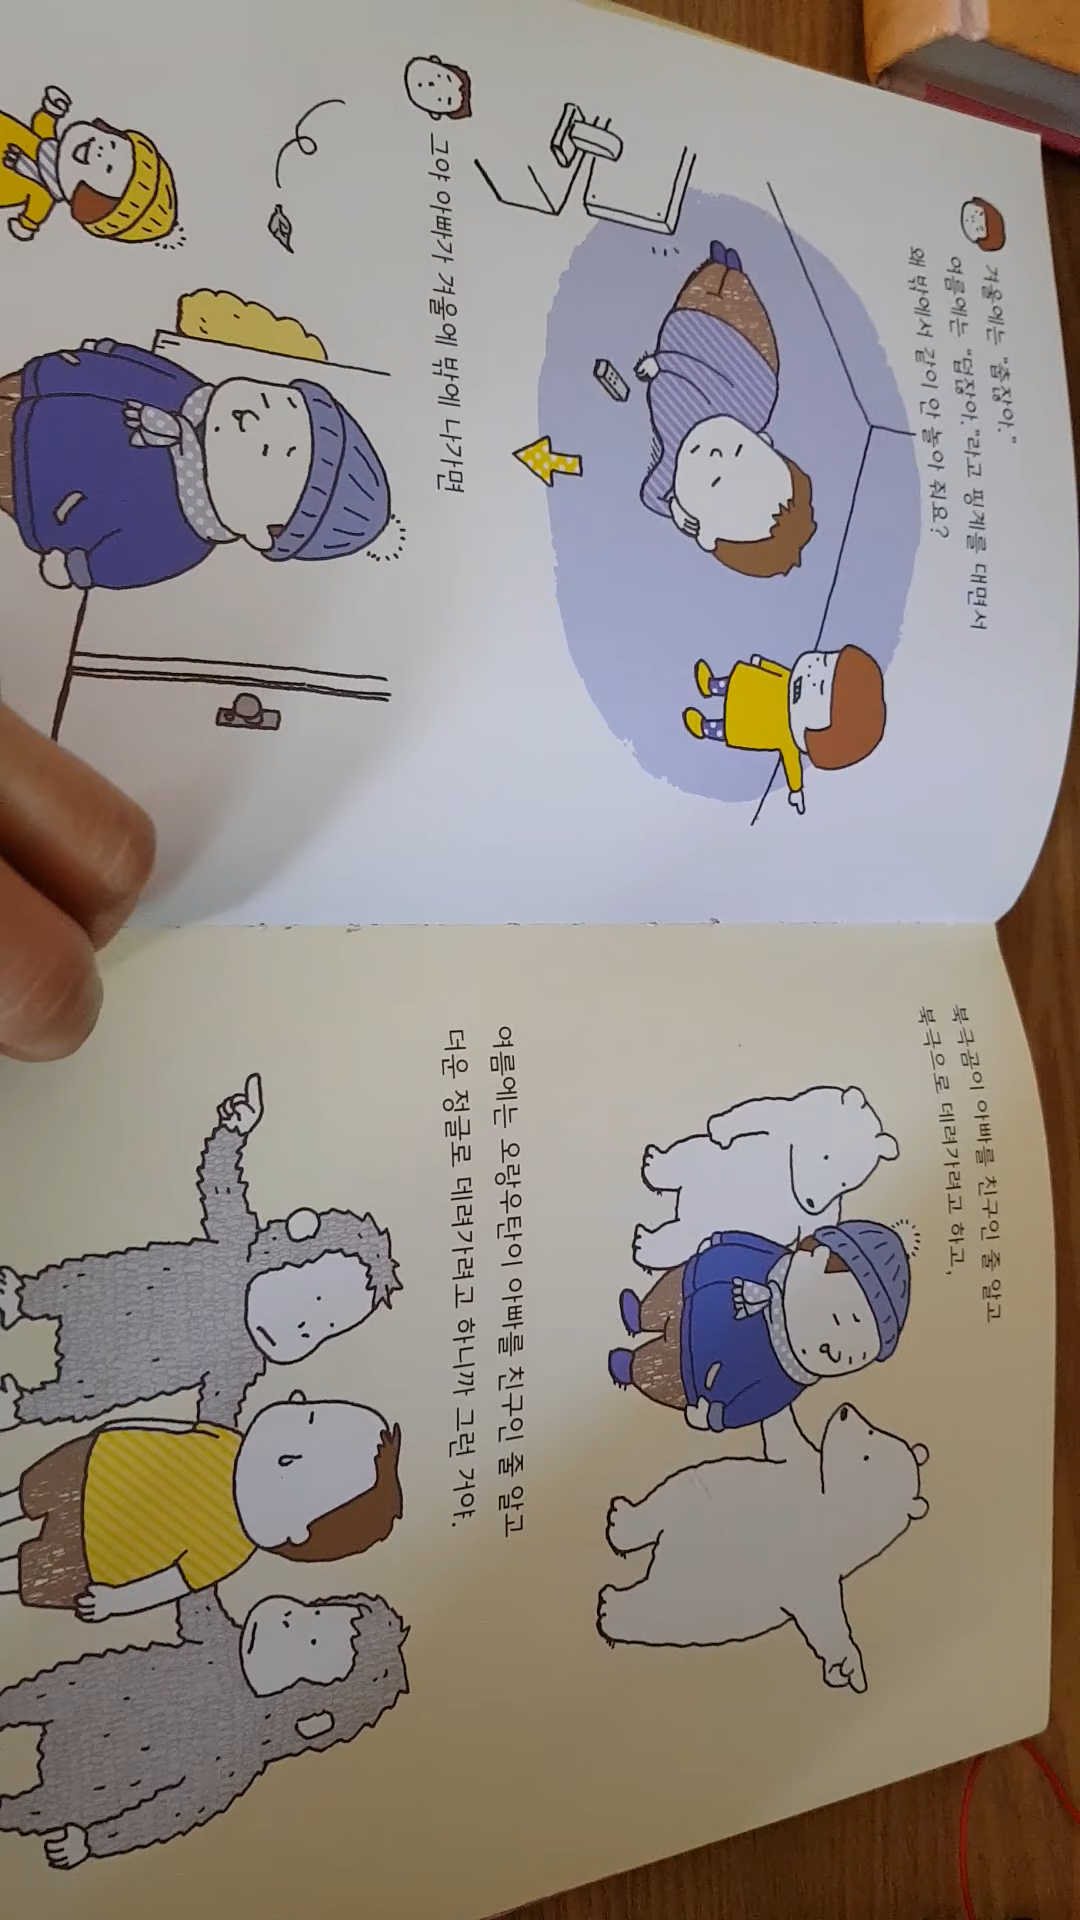 겨울에는 "춥잖아."
여름에는 "덥잖아."라고 핑계를 대면서
왜 밖에서 같이 안 놀아 줘요?
그야 아빠가 겨울에 밖에 나가면
북극곰이 아빠를 친구인 줄 알고
북극으로 데려가려고 하고,
여름에는 오랑우탄이 아빠를 친구인 줄 알고
더운 정글로 데려가려고 하니까 그런 거야.